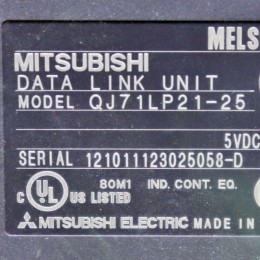 MELS
MITSUBISHI
DATA LINK UNIT
MODEL QJ71LP21-25
5VDC
SERIAL 121011123025058-D
80M1 IND. CONT. EQ.
C UL US LISTED
MITSUBISHI ELECTRIC MADE IN